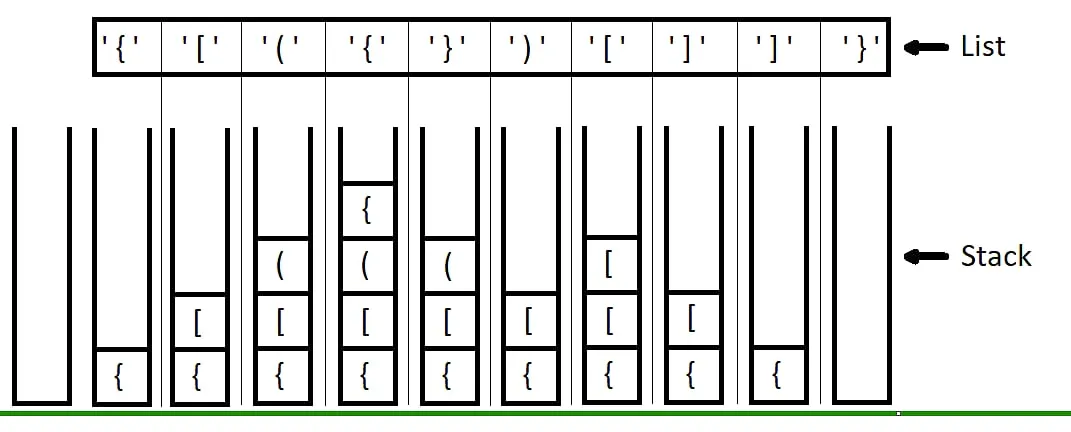 '{' '[' '(' '{' '}' ')' '[' ']' ']' '}' List
{
( ( ( [
Stack
[ [ [ [ [ [ [
{ { { { { { { { {